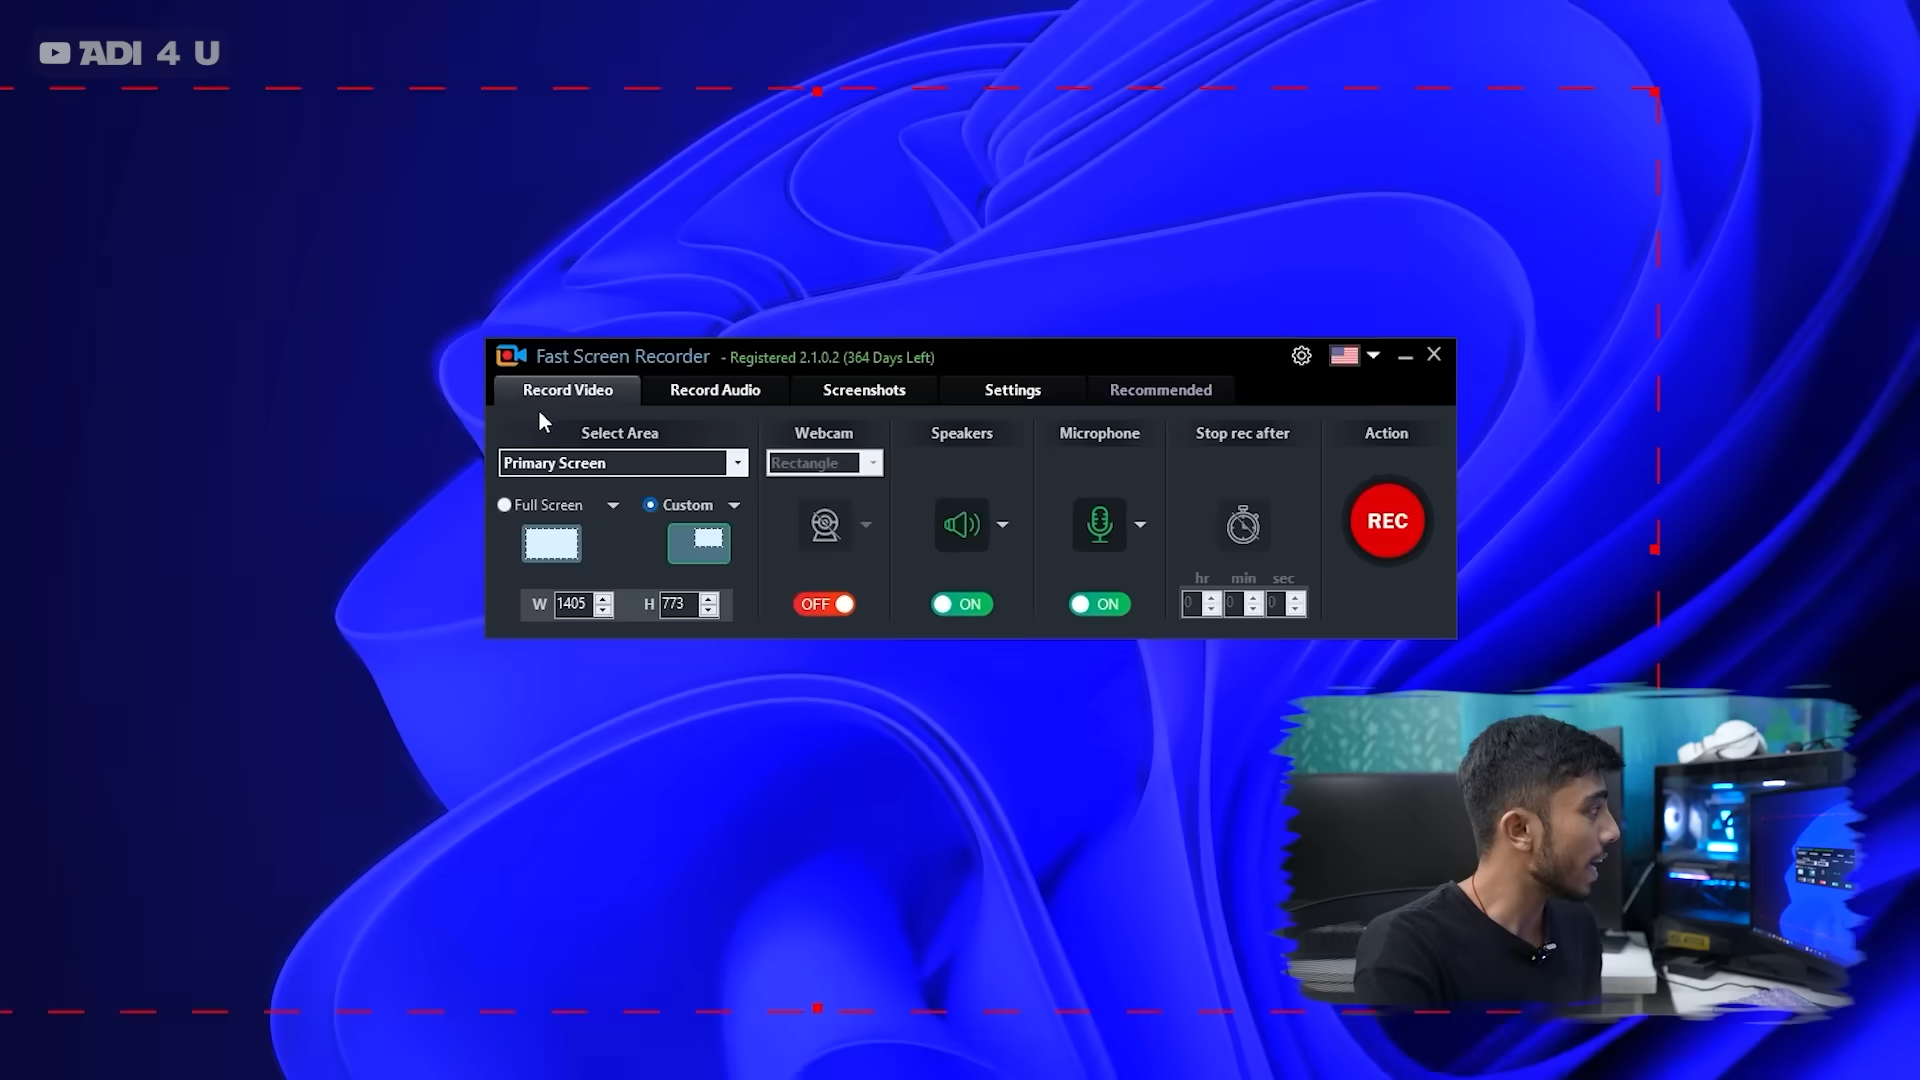 ADI 4 U
Fast Screen Recorder - Registered 2.1.0.2 (364 Days Left)
Record Video Record Audio Screenshots Settings Recommended
Select Area Webcam Speakers Microphone Stop rec after Action
Primary Screen Rectangle
Full Screen Custom
REC
hr min sec
W 1405 H 773 OFF ON ON 0 0 0